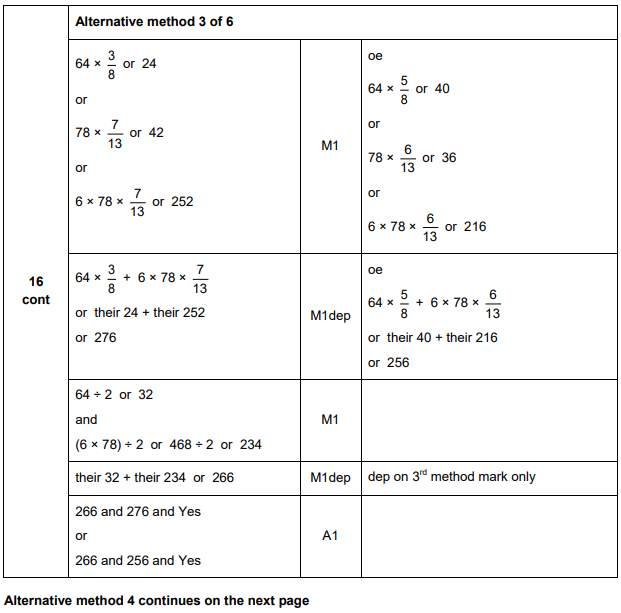 Alternative method 3 of 6
16
cont
64 × 3/8 or 24
or
78 × 7/13 or 42
or
6 × 78 × 7/13 or 252
M1
oe
64 × 5/8 or 40
or
78 × 6/13 or 36
or
6 × 78 × 6/13 or 216
64 × 3/8 + 6 × 78 × 7/13
or their 24 + their 252
or 276
M1dep
oe
64 × 5/8 + 6 × 78 × 6/13
or their 40 + their 216
or 256
64 ÷ 2 or 32
and
(6 × 78) ÷ 2 or 468 ÷ 2 or 234
M1
their 32 + their 234 or 266
M1dep
dep on 3rd method mark only
266 and 276 and Yes
or
266 and 256 and Yes
A1
Alternative method 4 continues on the next page